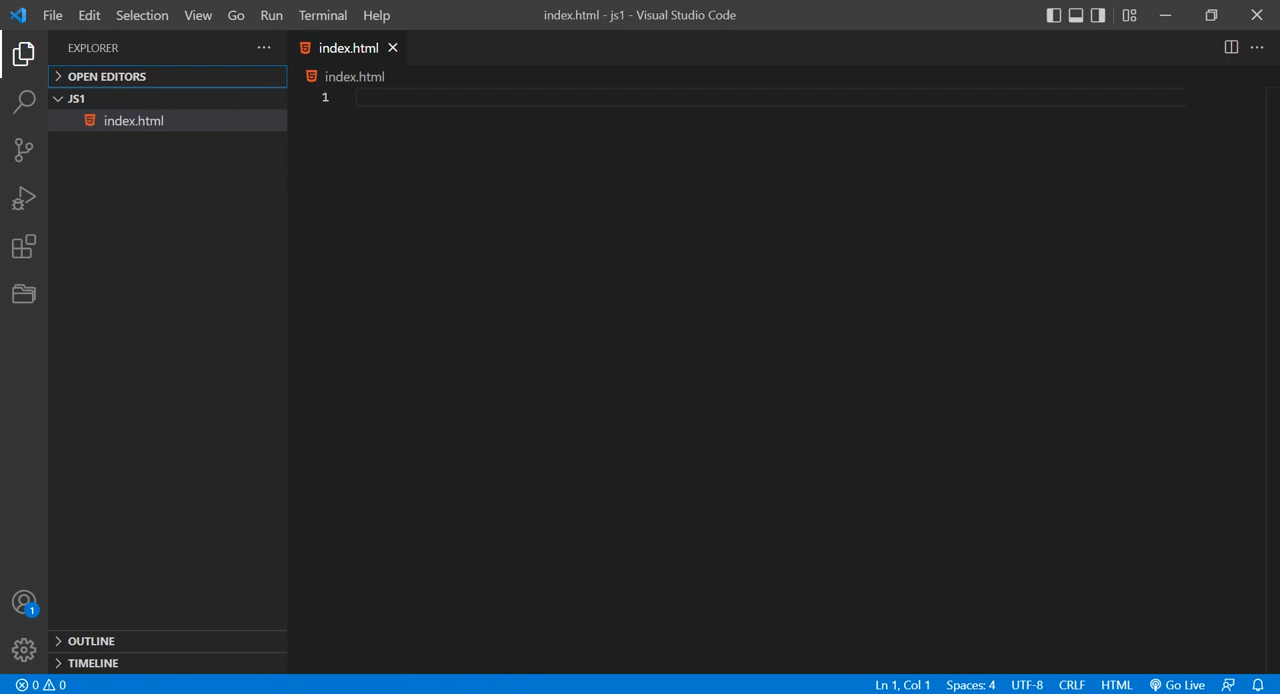 File Edit Selection View Go Run Terminal Help
index.html - js1 - Visual Studio Code
EXPLORER
index.html
OPEN EDITORS
index.html
JS1
1
index.html
1
OUTLINE
TIMELINE
0 0
Ln 1, Col 1 Spaces: 4 UTF-8 CRLF HTML Go Live